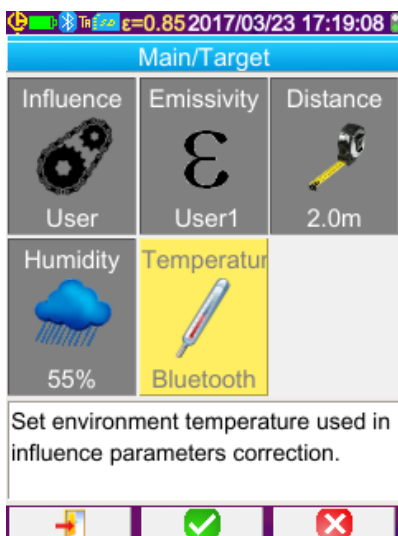 ε=0.85 2017/03/23 17:19:08
Main/Target
Influence Emissivity Distance
ε
User User1 2.0m
Humidity Temperatur
55% Bluetooth
Set environment temperature used in
influence parameters correction.